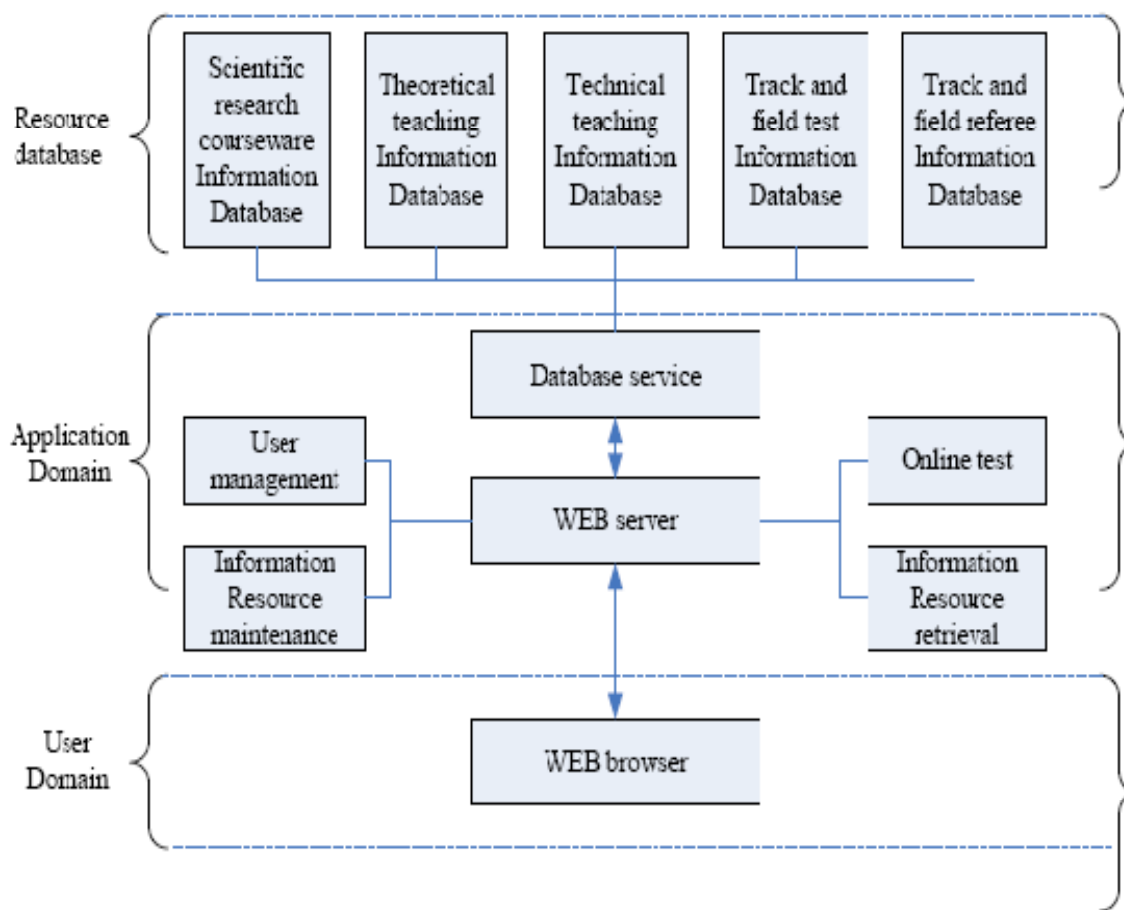 Resource
database
Scientific
research
courseware
Information
Database
Theoretical
teaching
Information
Database
Technical
teaching
Information
Database
Track and
field test
Information
Database
Track and
field referee
Information
Database
Application
Domain
Database service
User
management
Online test
WEB server
Information
Resource
maintenance
Information
Resource
retrieval
User
Domain
WEB browser